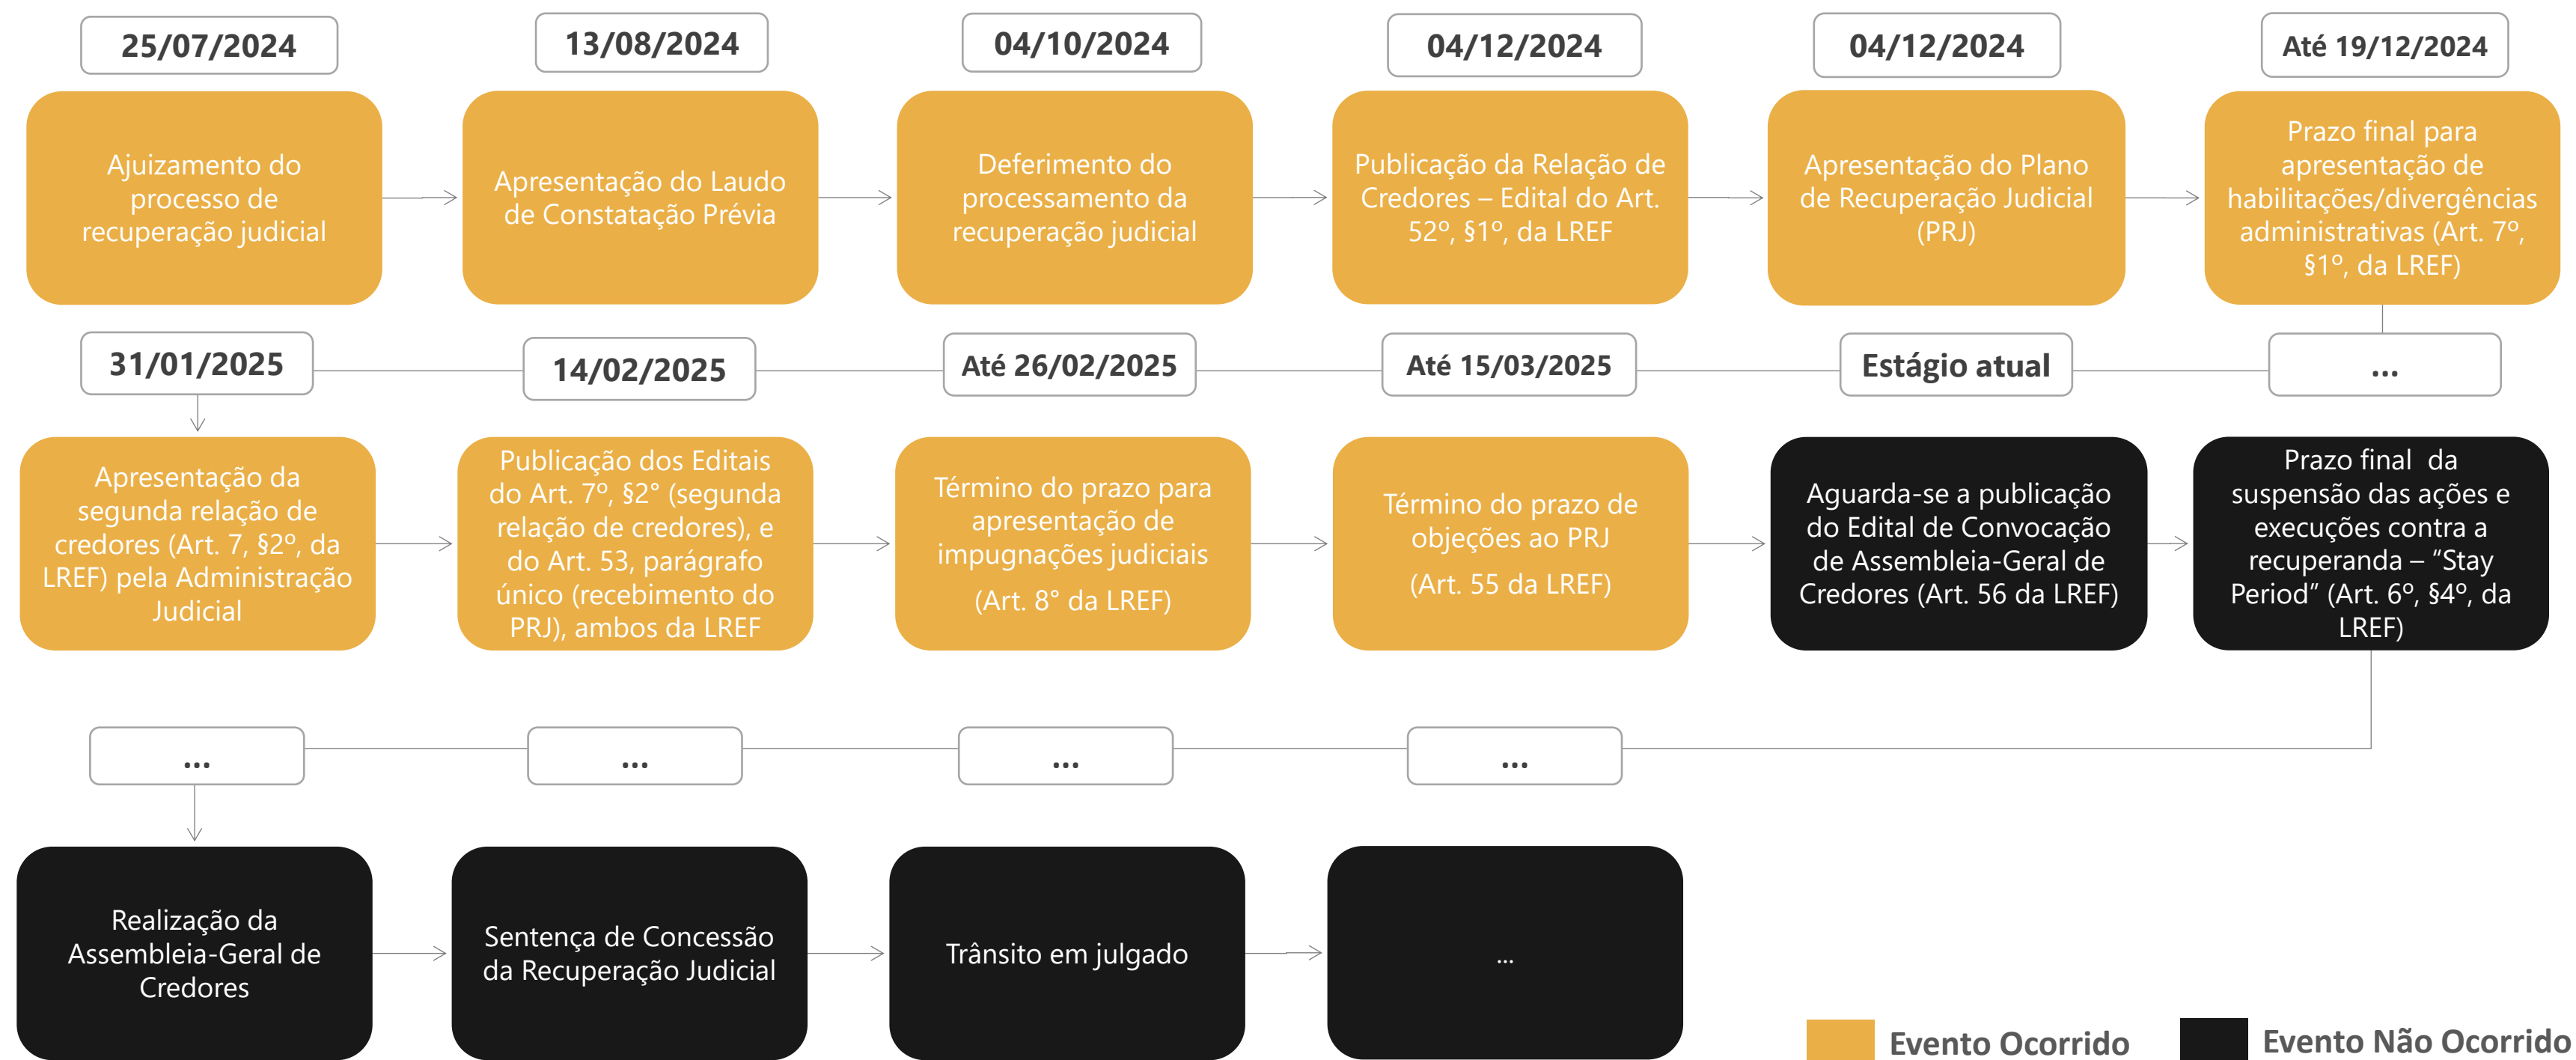 25/07/2024
Ajuizamento do
processo de
recuperação judicial
13/08/2024
Apresentação do Laudo
de Constatação Prévia
04/10/2024
Deferimento do
processamento da
recuperação judicial
04/12/2024
Publicação da Relação de
Credores – Edital do Art.
52º, §1º, da LREF
04/12/2024
Apresentação do Plano
de Recuperação Judicial
(PRJ)
Até 19/12/2024
Prazo final para
apresentação de
habilitações/divergências
administrativas (Art. 7º,
§1º, da LREF)
31/01/2025
Apresentação da
segunda relação de
credores (Art. 7, §2º, da
LREF) pela Administração
Judicial
14/02/2025
Publicação dos Editais
do Art. 7º, §2° (segunda
relação de credores), e
do Art. 53, parágrafo
único (recebimento do
PRJ), ambos da LREF
Até 26/02/2025
Término do prazo para
apresentação de
impugnações judiciais
(Art. 8° da LREF)
Até 15/03/2025
Término do prazo de
objeções ao PRJ
(Art. 55 da LREF)
Estágio atual
Aguarda-se a publicação
do Edital de Convocação
de Assembleia-Geral de
Credores (Art. 56 da LREF)
...
Prazo final da
suspensão das ações e
execuções contra a
recuperanda – “Stay
Period” (Art. 6º, §4º, da
LREF)
...
Realização da
Assembleia-Geral de
Credores
...
Sentença de Concessão
da Recuperação Judicial
...
Trânsito em julgado
...
...
Evento Ocorrido
Evento Não Ocorrido